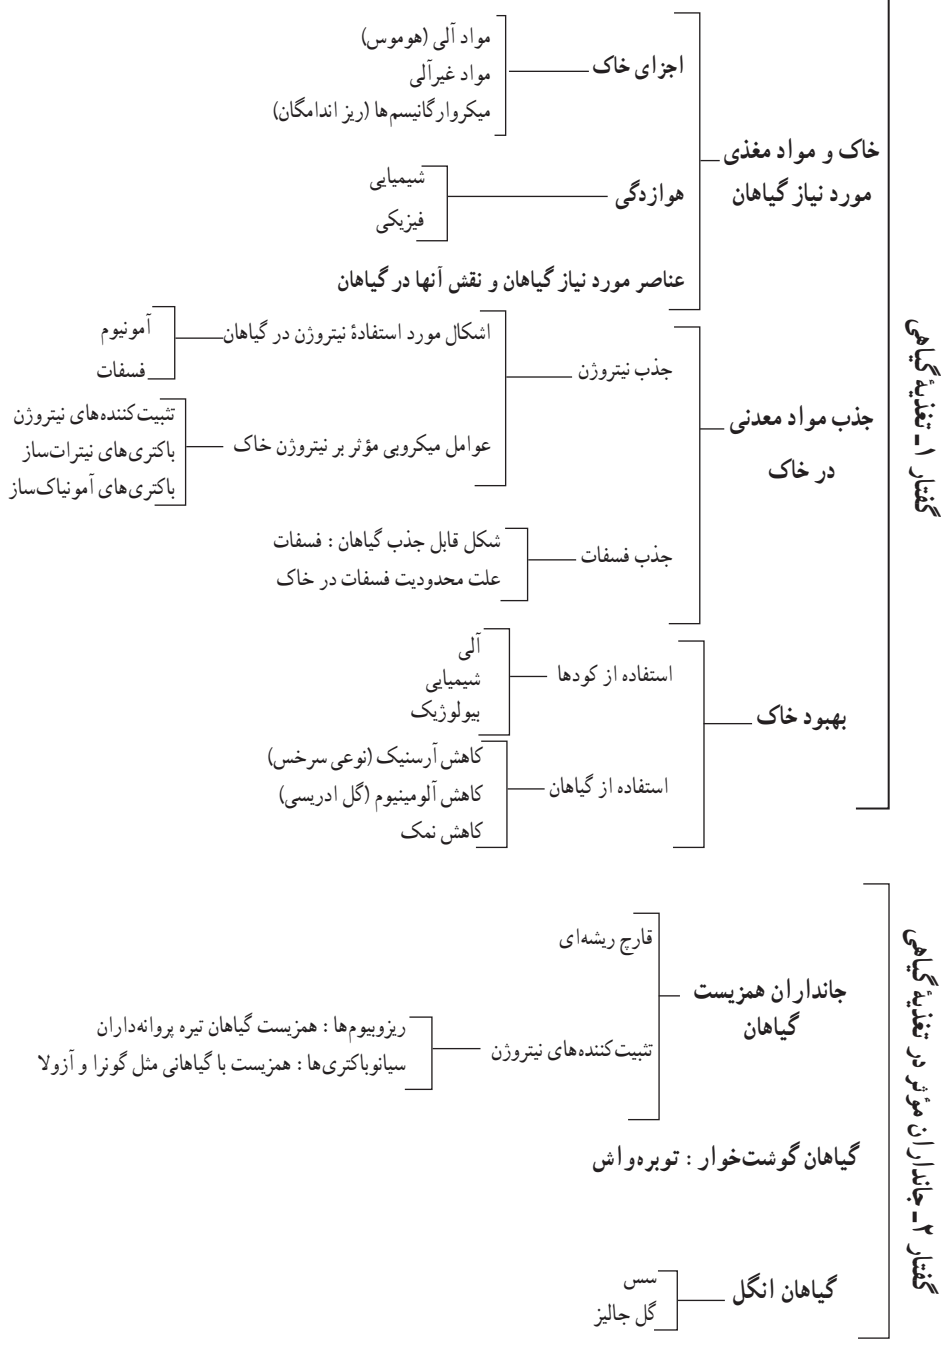 گفتار ۱ـ تغذیهٔ گیاهی
خاک و مواد مغذی
مورد نیاز گیاهان
اجزای خاک
مواد آلی (هوموس)
مواد غیرآلی
میکروارگانیسم‌ها (ریز اندامگان)
هوازدگی
شیمیایی
فیزیکی
عناصر مورد نیاز گیاهان و نقش آنها در گیاهان
جذب مواد معدنی
در خاک
جذب نیتروژن
اشکال مورد استفادهٔ نیتروژن در گیاهان
آمونیوم
فسفات
عوامل میکروبی مؤثر بر نیتروژن خاک
تثبیت‌کننده‌های نیتروژن
باکتری‌های نیترات‌ساز
باکتری‌های آمونیاک‌ساز
جذب فسفات
شکل قابل جذب گیاهان : فسفات
علت محدودیت فسفات در خاک
بهبود خاک
استفاده از کودها
آلی
شیمیایی
بیولوژیک
استفاده از گیاهان
کاهش آرسنیک (نوعی سرخس)
کاهش آلومینیوم (گل ادریسی)
کاهش نمک
گفتار ۲ـ جانداران مؤثر در تغذیهٔ گیاهی
جانداران همزیست
گیاهان
قارچ ریشه‌ای
تثبیت‌کننده‌های نیتروژن
ریزوبیوم‌ها : همزیست گیاهان تیره پروانه‌داران
سیانوباکتری‌ها : همزیست با گیاهانی مثل گونرا و آزولا
گیاهان گوشت‌خوار : توبره‌واش
گیاهان انگل
سس
گل جالیز